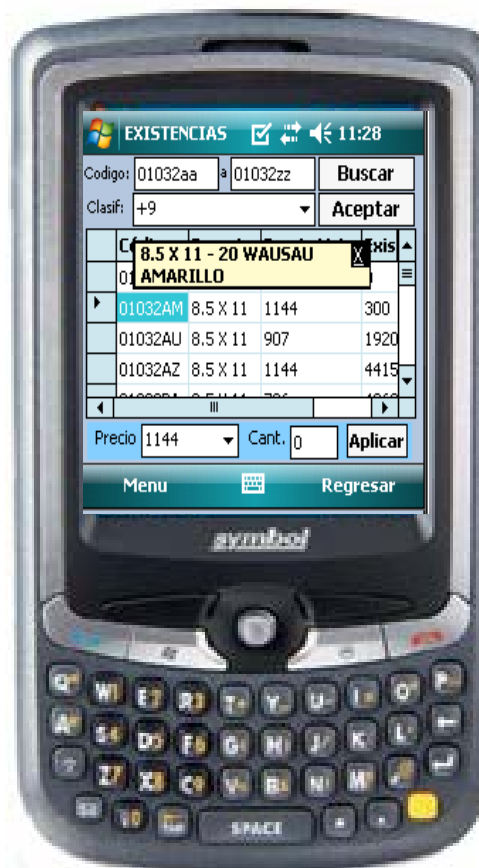 EXISTENCIAS 11:28
Codigo: 01032aa a 01032zz Buscar
Clasif: +9 Aceptar
Exis
8.5 X 11 - 20 WAUSAU X
AMARILLO
01032AM 8.5 X 11 1144 300
01032AU 8.5 X 11 907 1920
01032AZ 8.5 X 11 1144 4415
Precio 1144 Cant. 0 Aplicar
Menu Regresar
symbol
SPACE